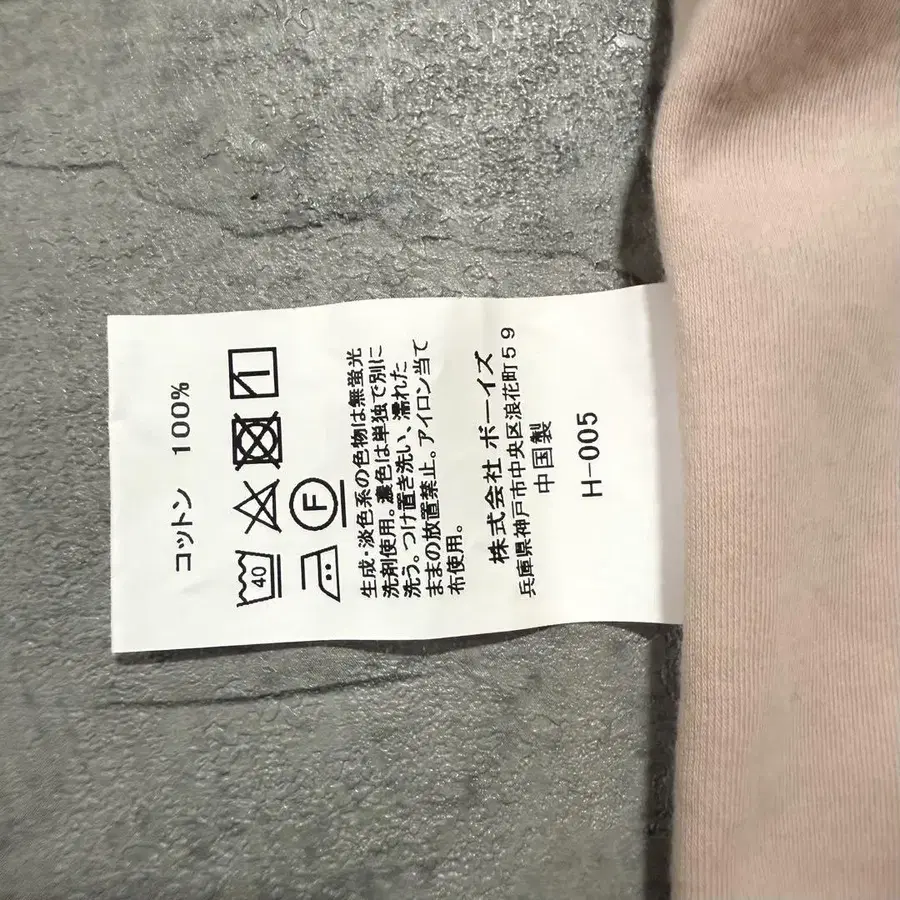 コットン 100%
40
F
生成・淡色系の色物は無蛍光
洗剤使用。濃色は単独で別に
洗う。つけ置き洗い、濡れた
ままの放置禁止。アイロン当て
布使用。
株式会社 ボーイズ
兵庫県神戸市中央区浪花町59
中国製
H-005